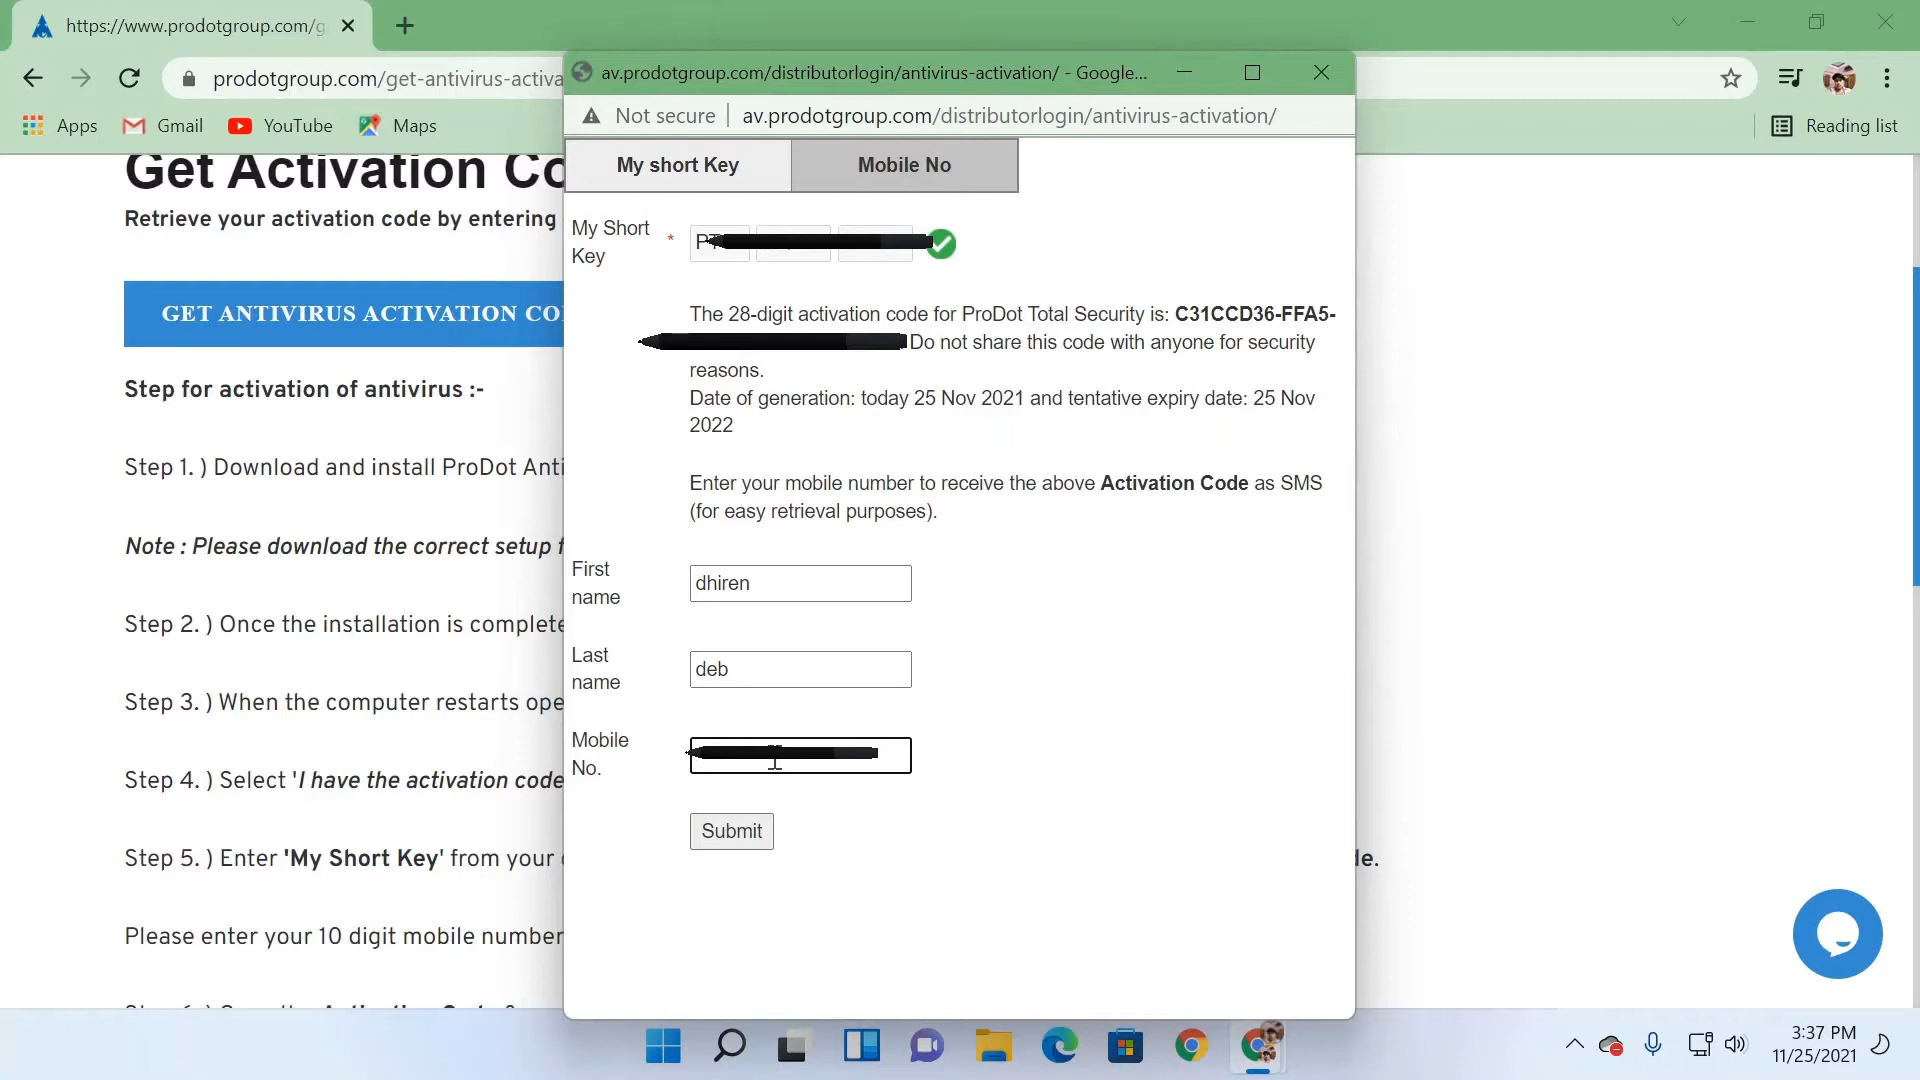 https://www.prodotgroup.com/g
prodotgroup.com/get-antivirus-activa
Apps
Gmail
YouTube
Maps
Reading list
Get Activation Co
Retrieve your activation code by entering
GET ANTIVIRUS ACTIVATION CO
Step for activation of antivirus :-
Step 1. ) Download and install ProDot Anti
Note : Please download the correct setup f
Step 2. ) Once the installation is complete
Step 3. ) When the computer restarts ope
Step 4. ) Select 'I have the activation code
Step 5. ) Enter 'My Short Key' from your
de.
Please enter your 10 digit mobile number
av.prodotgroup.com/distributorlogin/antivirus-activation/ - Google...
Not secure
av.prodotgroup.com/distributorlogin/antivirus-activation/
My short Key
Mobile No
My Short
Key
*
The 28-digit activation code for ProDot Total Security is: C31CCD36-FFA5-
Do not share this code with anyone for security
reasons.
Date of generation: today 25 Nov 2021 and tentative expiry date: 25 Nov
2022
Enter your mobile number to receive the above Activation Code as SMS
(for easy retrieval purposes).
First
name
dhiren
Last
name
deb
Mobile
No.
Submit
3:37 PM
11/25/2021